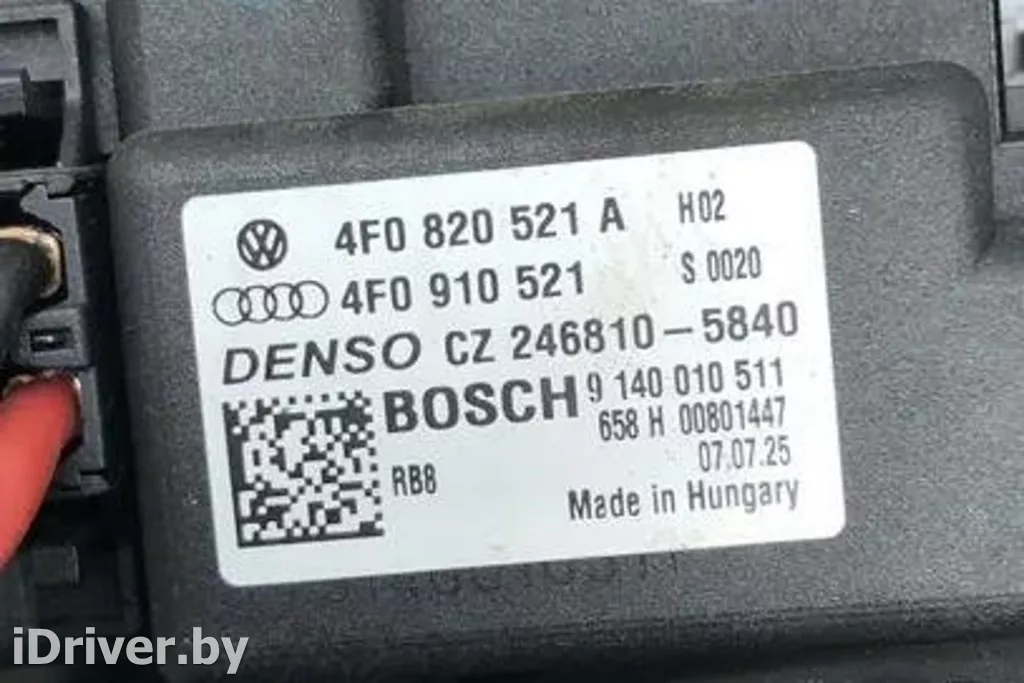 4F0 820 521 A H02
4F0 910 521 S 0020
DENSO CZ 246810-5840
BOSCH 9 140 010 511
658 H 00801447
07.07.25
RB8
Made in Hungary
iDriver.by